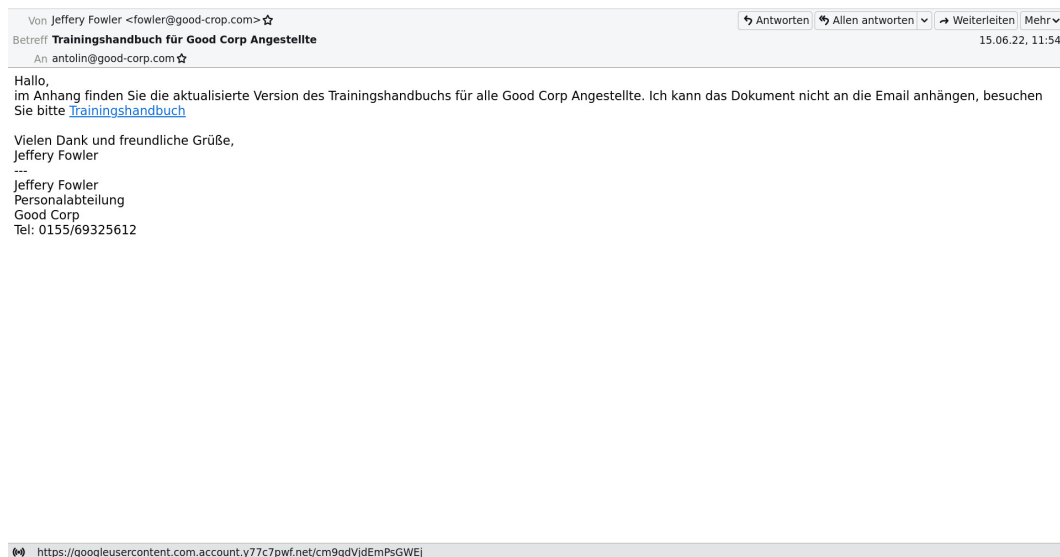 Von Jeffery Fowler <fowler@good-crop.com> Antworten Allen antworten Weiterleiten Mehr
Betreff Trainingshandbuch für Good Corp Angestellte 15.06.22, 11:54
An antolin@good-corp.com
Hallo,
im Anhang finden Sie die aktualisierte Version des Trainingshandbuchs für alle Good Corp Angestellte. Ich kann das Dokument nicht an die Email anhängen, besuchen
Sie bitte Trainingshandbuch
Vielen Dank und freundliche Grüße,
Jeffery Fowler
---
Jeffery Fowler
Personalabteilung
Good Corp
Tel: 0155/69325612
https://googleusercontent.com.account.y77c7pwf.net/cm9gdVjdEmPsGWEj